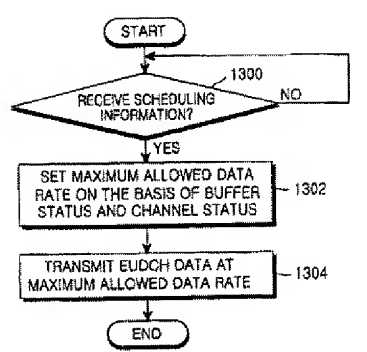 START
1300
RECEIVE SCHEDULING
INFORMATION?
NO
YES
SET MAXIMUM ALLOWED DATA
RATE ON THE BASIS OF BUFFER
STATUS AND CHANNEL STATUS
1302
TRANSMIT EUDCH DATA AT
MAXIMUM ALLOWED DATA RATE
1304
END